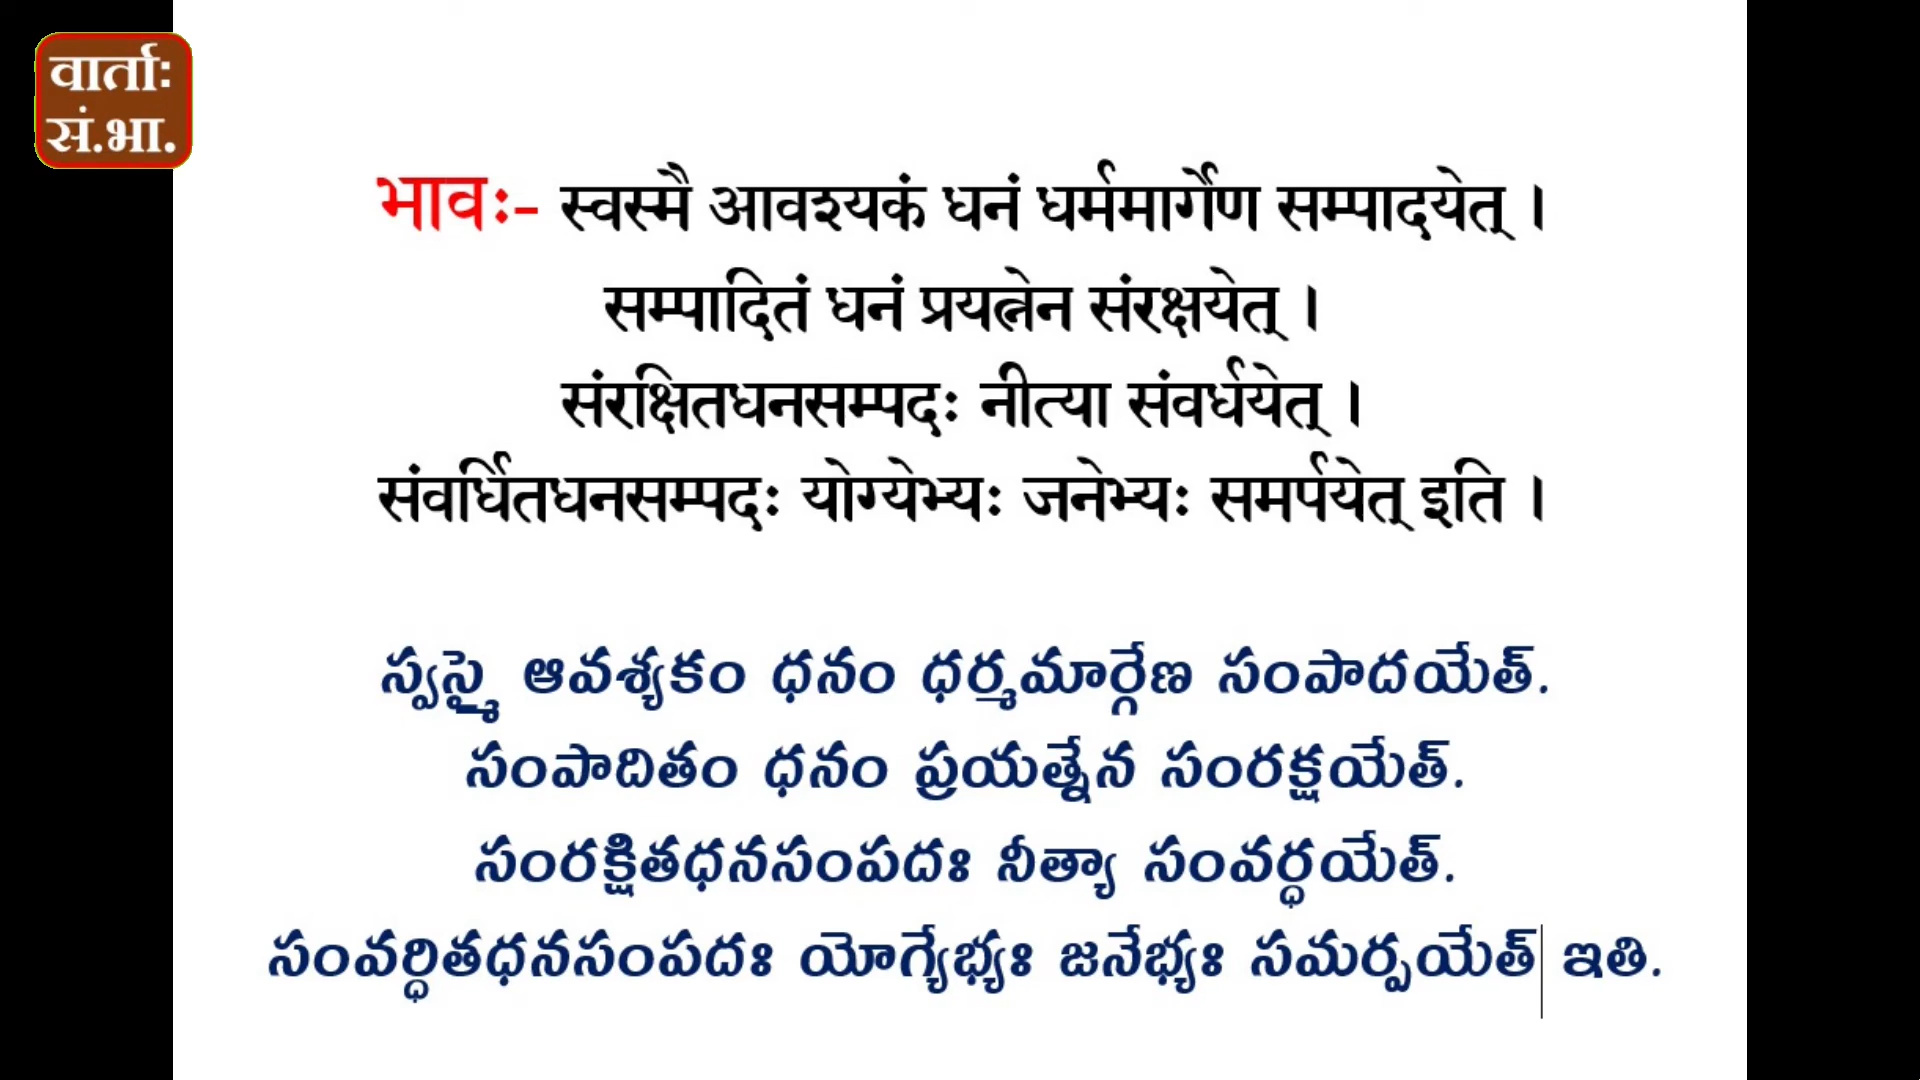 वार्ताः
सं.भा.
भावः- स्वस्मै आवश्यकं धनं धर्ममार्गेण सम्पादयेत् ।
सम्पादितं धनं प्रयत्नेन संरक्षयेत् ।
संरक्षितधनसम्पदः नीत्या संवर्धयेत् ।
संवर्धितधनसम्पदः योग्येभ्यः जनेभ्यः समर्पयेत् इति ।
స్వస్మై ఆవశ్యకం ధనం ధర్మమార్గేణ సంపాదయేత్.
సంపాదితం ధనం ప్రయత్నేన సంరక్షయేత్.
సంరక్షితధనసంపదః నీత్యా సంవర్ధయేత్.
సంవర్ధితధనసంపదః యోగ్యేభ్యః జనేభ్యః సమర్పయేత్ ఇతి.